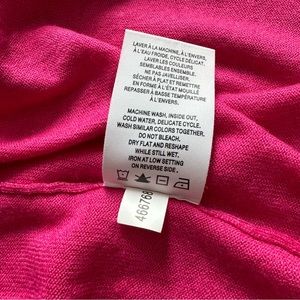 LAVER À LA MACHINE, À L'ENVERS,
À L'EAU FROIDE, CYCLE DÉLICAT.
LAVER LES COULEURS
SEMBLABLES ENSEMBLE.
NE PAS JAVELLISER.
SÉCHER À PLAT ET REMETTRE
EN FORME À L'ÉTAT MOUILLÉ
REPASSER À BASSE TEMPÉRATURE
À L'ENVERS.
MACHINE WASH, INSIDE OUT,
COLD WATER, DELICATE CYCLE.
WASH SIMILAR COLORS TOGETHER.
DO NOT BLEACH.
DRY FLAT AND RESHAPE
WHILE STILL WET.
IRON AT LOW SETTING
ON REVERSE SIDE.
466768